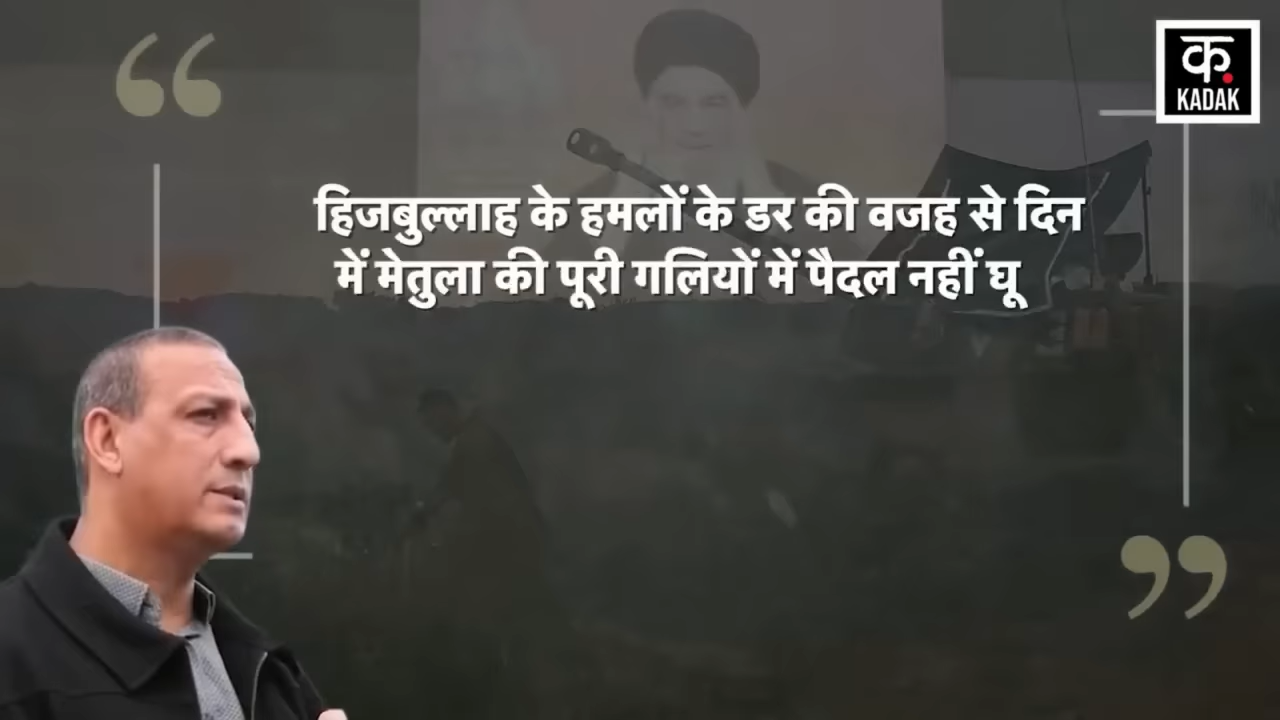 क.
KADAK
हिजबुल्लाह के हमलों के डर की वजह से दिन
में मेतुला की पूरी गलियों में पैदल नहीं घू